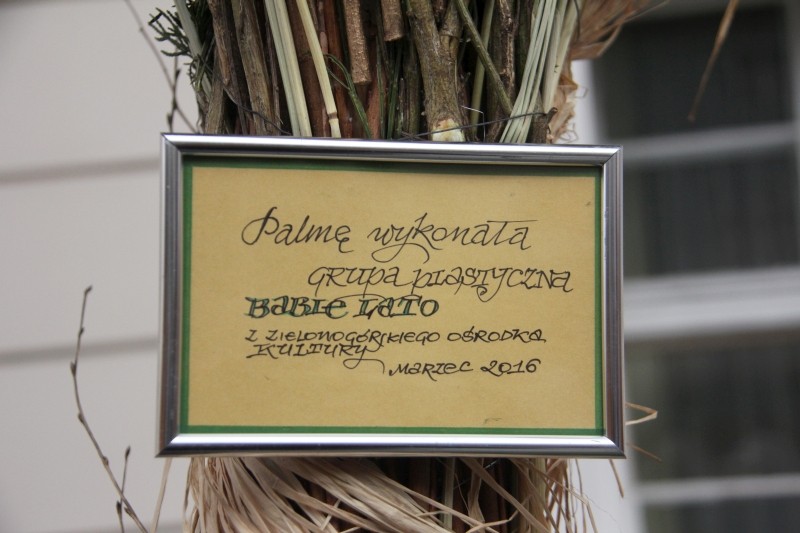 Palmę wykonała
grupa plastyczna
BABIE LATO
z Zielonogórskiego Ośrodka
Kultury
marzec 2016